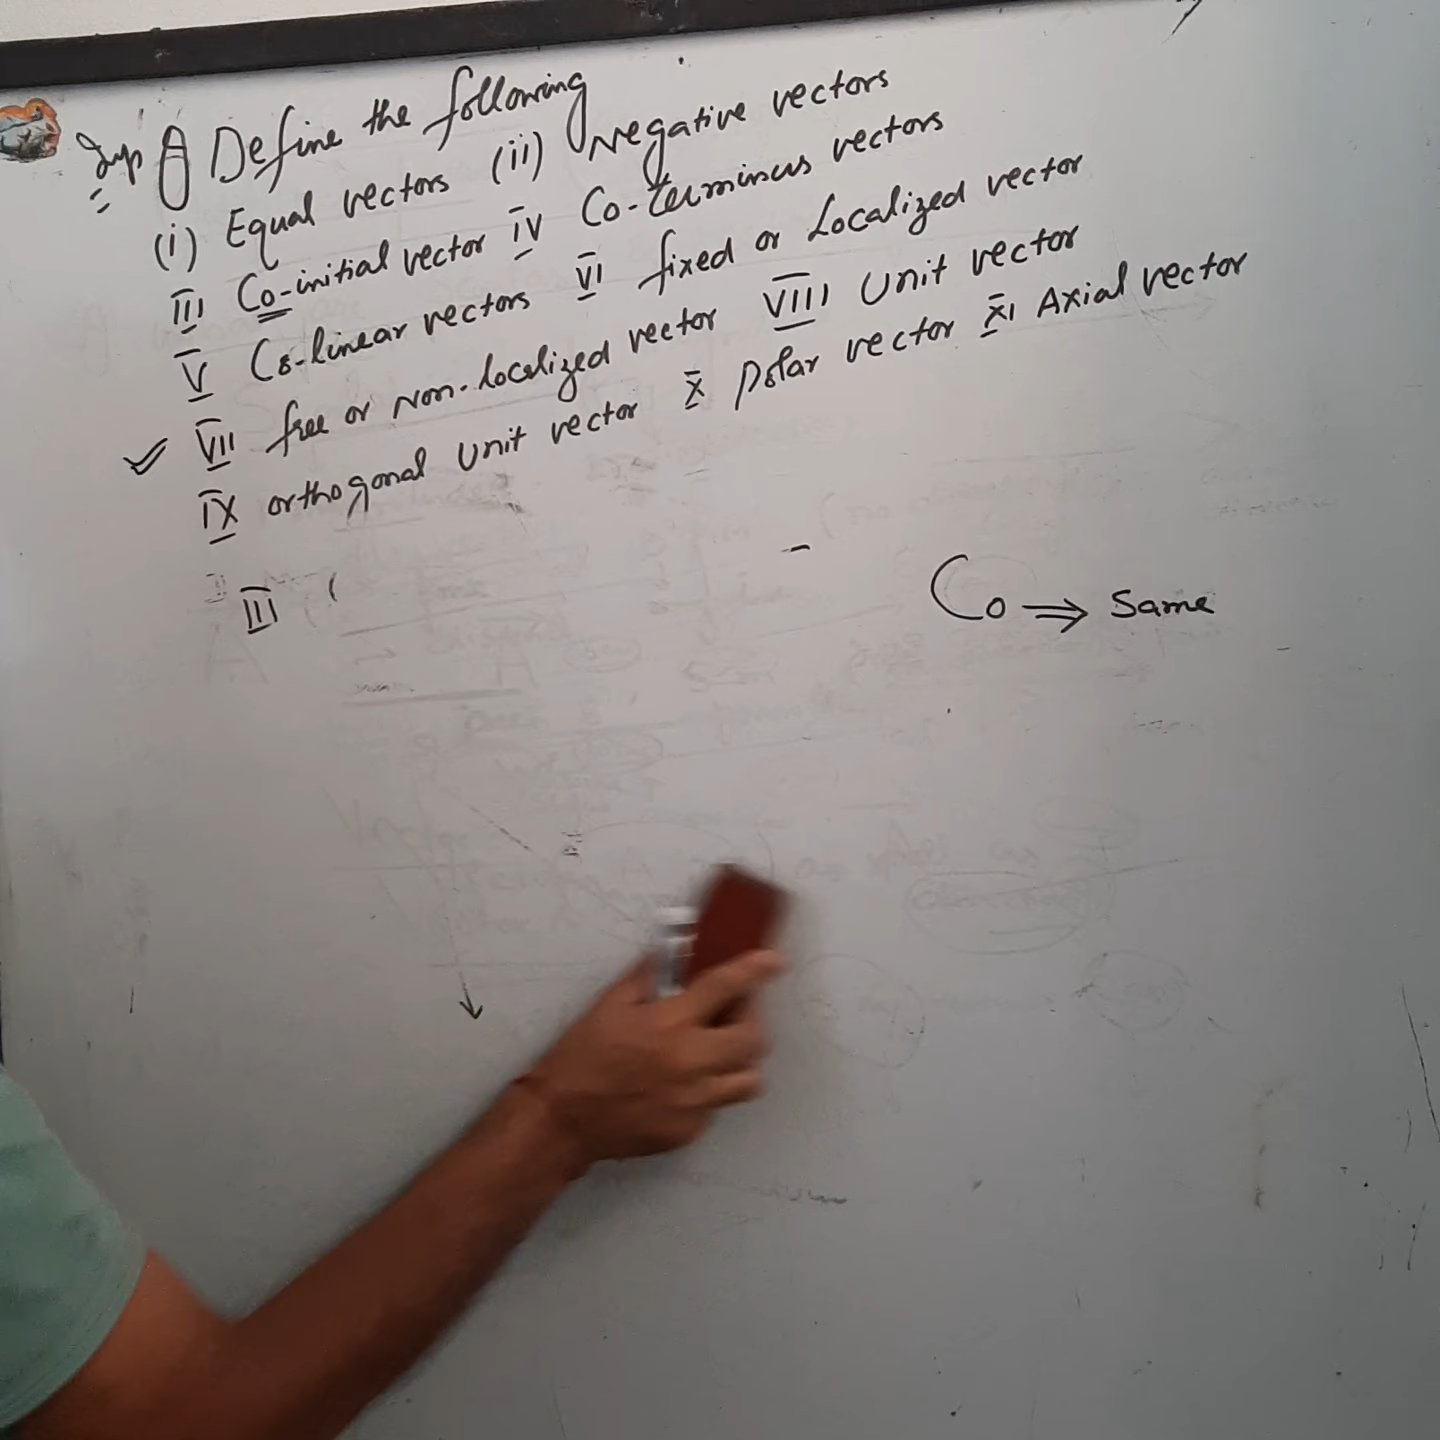 Imp Q Define the following
(i) Equal vectors (ii) Negative vectors
III Co-initial vector IV Co-terminus vectors
V Co-linear vectors VI fixed or Localized vector
VII free or Non-localized vector VIII Unit vector
IX orthogonal Unit vector X polar vector XI Axial vector
III (
Co ⇒ Same